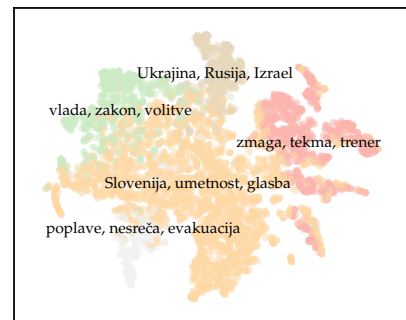 Ukrajina, Rusija, Izrael
vlada, zakon, volitve
zmaga, tekma, trener
Slovenija, umetnost, glasba
poplave, nesreča, evakuacija